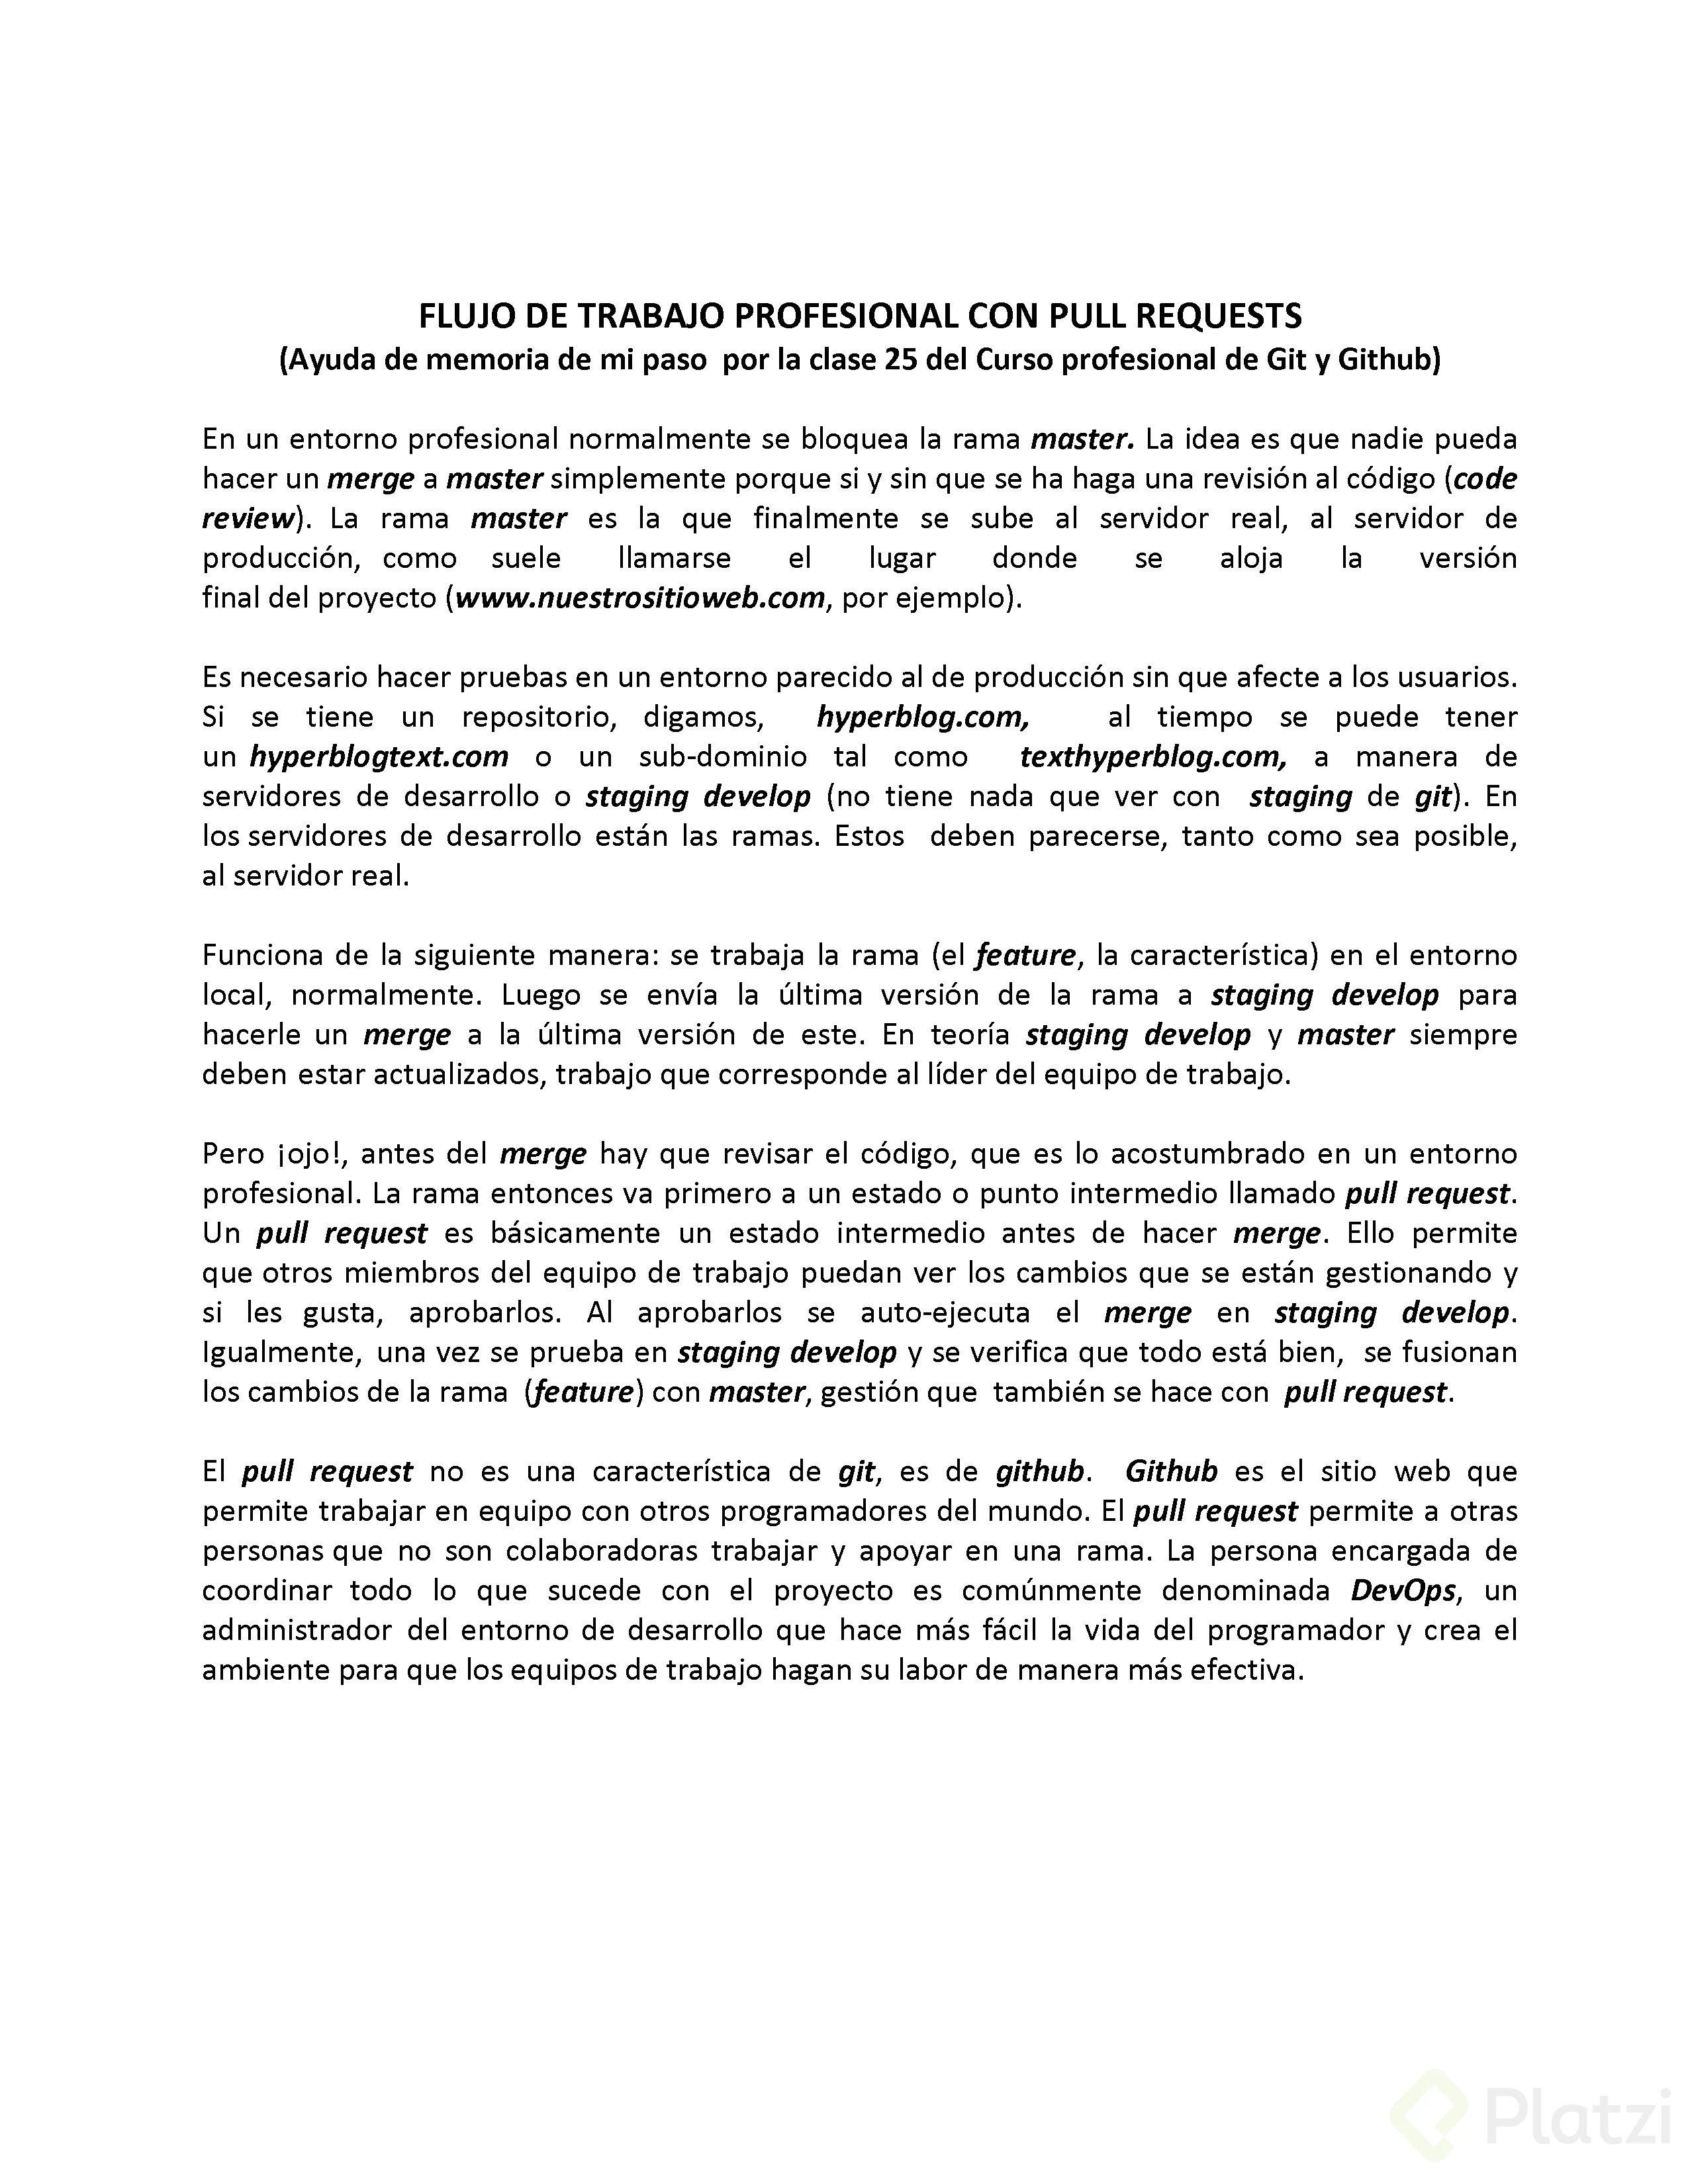 FLUJO DE TRABAJO PROFESIONAL CON PULL REQUESTS
(Ayuda de memoria de mi paso por la clase 25 del Curso profesional de Git y Github)
En un entorno profesional normalmente se bloquea la rama master. La idea es que nadie pueda
hacer un merge a master simplemente porque si y sin que se ha haga una revisión al código (code
review). La rama master es la que finalmente se sube al servidor real, al servidor de
producción, como suele llamarse el lugar donde se aloja la versión
final del proyecto (www.nuestrositioweb.com, por ejemplo).
Es necesario hacer pruebas en un entorno parecido al de producción sin que afecte a los usuarios.
Si se tiene un repositorio, digamos, hyperblog.com, al tiempo se puede tener
un hyperblogtext.com o un sub-dominio tal como texthyperblog.com, a manera de
servidores de desarrollo o staging develop (no tiene nada que ver con staging de git). En
los servidores de desarrollo están las ramas. Estos deben parecerse, tanto como sea posible,
al servidor real.
Funciona de la siguiente manera: se trabaja la rama (el feature, la característica) en el entorno
local, normalmente. Luego se envía la última versión de la rama a staging develop para
hacerle un merge a la última versión de este. En teoría staging develop y master siempre
deben estar actualizados, trabajo que corresponde al líder del equipo de trabajo.
Pero ¡ojo!, antes del merge hay que revisar el código, que es lo acostumbrado en un entorno
profesional. La rama entonces va primero a un estado o punto intermedio llamado pull request.
Un pull request es básicamente un estado intermedio antes de hacer merge. Ello permite
que otros miembros del equipo de trabajo puedan ver los cambios que se están gestionando y
si les gusta, aprobarlos. Al aprobarlos se auto-ejecuta el merge en staging develop.
Igualmente, una vez se prueba en staging develop y se verifica que todo está bien, se fusionan
los cambios de la rama (feature) con master, gestión que también se hace con pull request.
El pull request no es una característica de git, es de github. Github es el sitio web que
permite trabajar en equipo con otros programadores del mundo. El pull request permite a otras
personas que no son colaboradoras trabajar y apoyar en una rama. La persona encargada de
coordinar todo lo que sucede con el proyecto es comúnmente denominada DevOps, un
administrador del entorno de desarrollo que hace más fácil la vida del programador y crea el
ambiente para que los equipos de trabajo hagan su labor de manera más efectiva.
Platzi